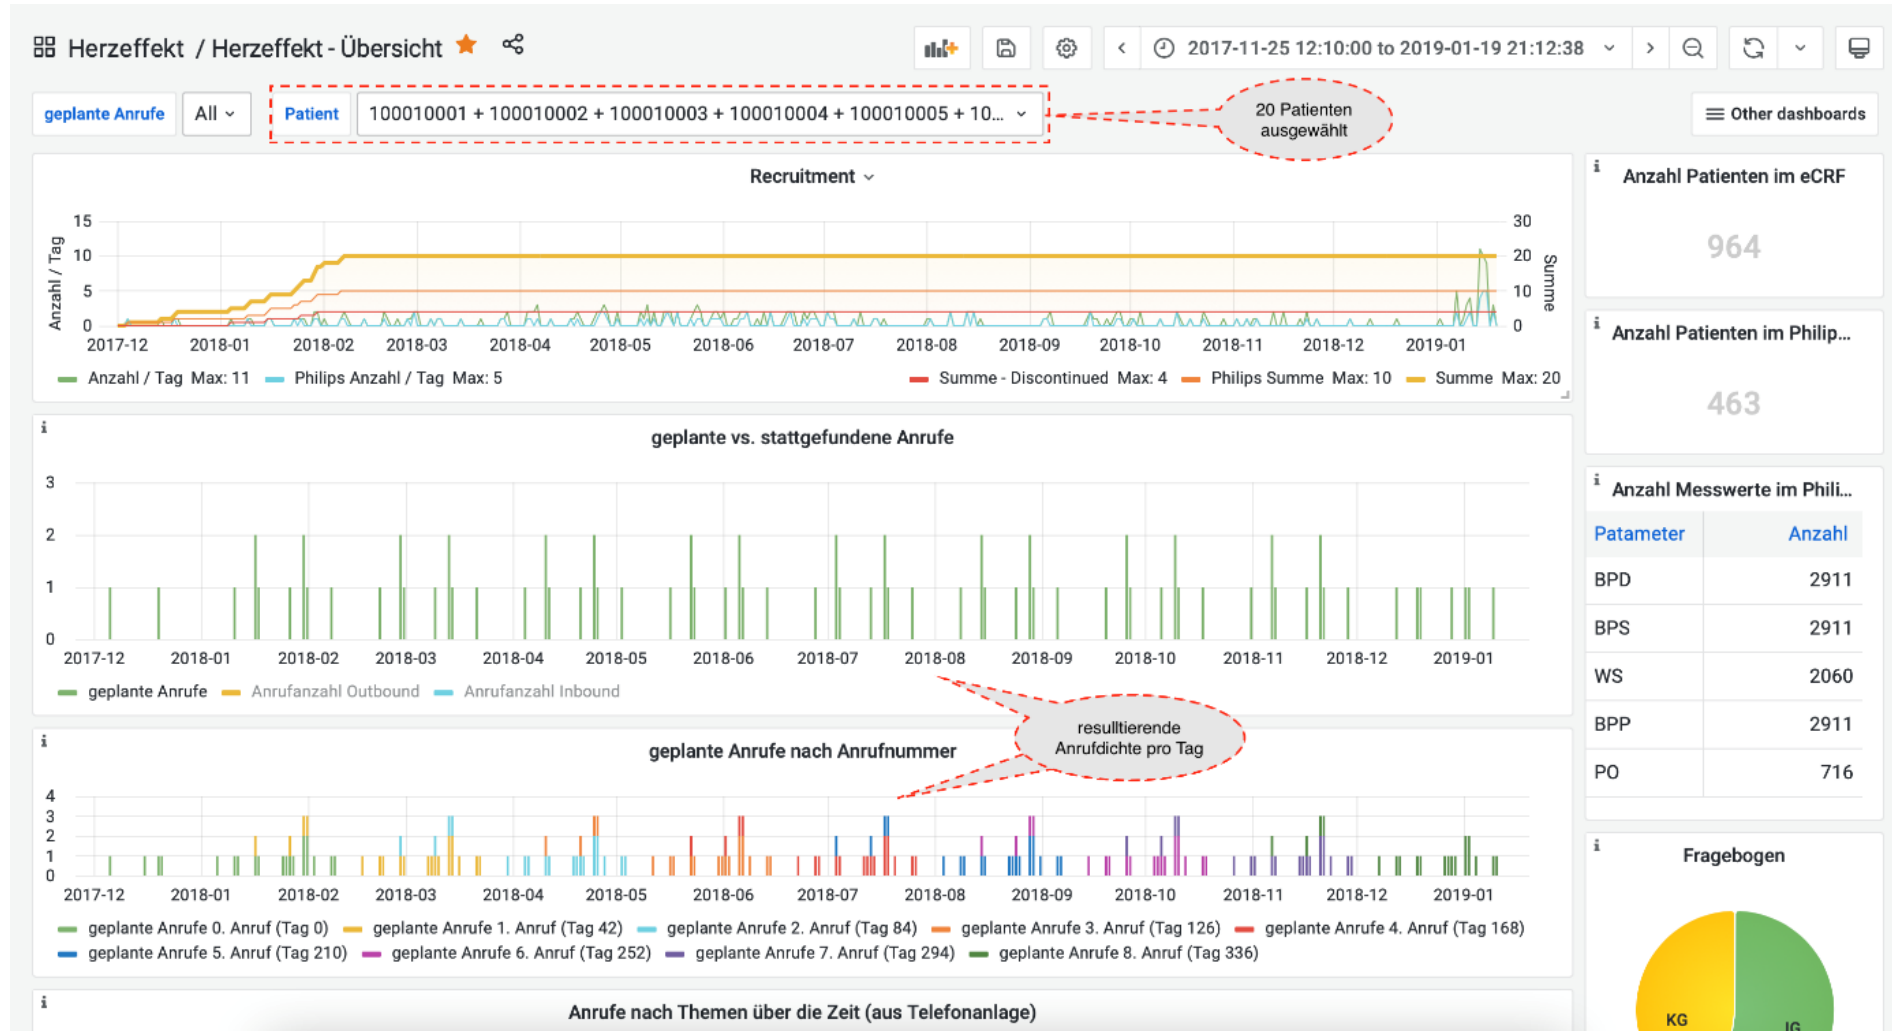 Herzeffekt / Herzeffekt - Übersicht
2017-11-25 12:10:00 to 2019-01-19 21:12:38
geplante Anrufe All Patient 100010001 + 100010002 + 100010003 + 100010004 + 100010005 + 10...
20 Patienten
ausgewählt
Other dashboards
Recruitment
Anzahl / Tag
15
10
5
0
30
20
10
0
Summe
2017-12 2018-01 2018-02 2018-03 2018-04 2018-05 2018-06 2018-07 2018-08 2018-09 2018-10 2018-11 2018-12 2019-01
Anzahl / Tag Max: 11 Philips Anzahl / Tag Max: 5 Summe - Discontinued Max: 4 Philips Summe Max: 10 Summe Max: 20
Anzahl Patienten im eCRF
964
Anzahl Patienten im Philip...
463
geplante vs. stattgefundene Anrufe
3
2
1
0
2017-12 2018-01 2018-02 2018-03 2018-04 2018-05 2018-06 2018-07 2018-08 2018-09 2018-10 2018-11 2018-12 2019-01
geplante Anrufe Anrufanzahl Outbound Anrufanzahl Inbound
resulltierende
Anrufdichte pro Tag
Anzahl Messwerte im Phili...
Patameter Anzahl
BPD 2911
BPS 2911
WS 2060
BPP 2911
PO 716
geplante Anrufe nach Anrufnummer
4
3
2
1
0
2017-12 2018-01 2018-02 2018-03 2018-04 2018-05 2018-06 2018-07 2018-08 2018-09 2018-10 2018-11 2018-12 2019-01
geplante Anrufe 0. Anruf (Tag 0) geplante Anrufe 1. Anruf (Tag 42) geplante Anrufe 2. Anruf (Tag 84) geplante Anrufe 3. Anruf (Tag 126) geplante Anrufe 4. Anruf (Tag 168)
geplante Anrufe 5. Anruf (Tag 210) geplante Anrufe 6. Anruf (Tag 252) geplante Anrufe 7. Anruf (Tag 294) geplante Anrufe 8. Anruf (Tag 336)
Fragebogen
KG
IG
Anrufe nach Themen über die Zeit (aus Telefonanlage)